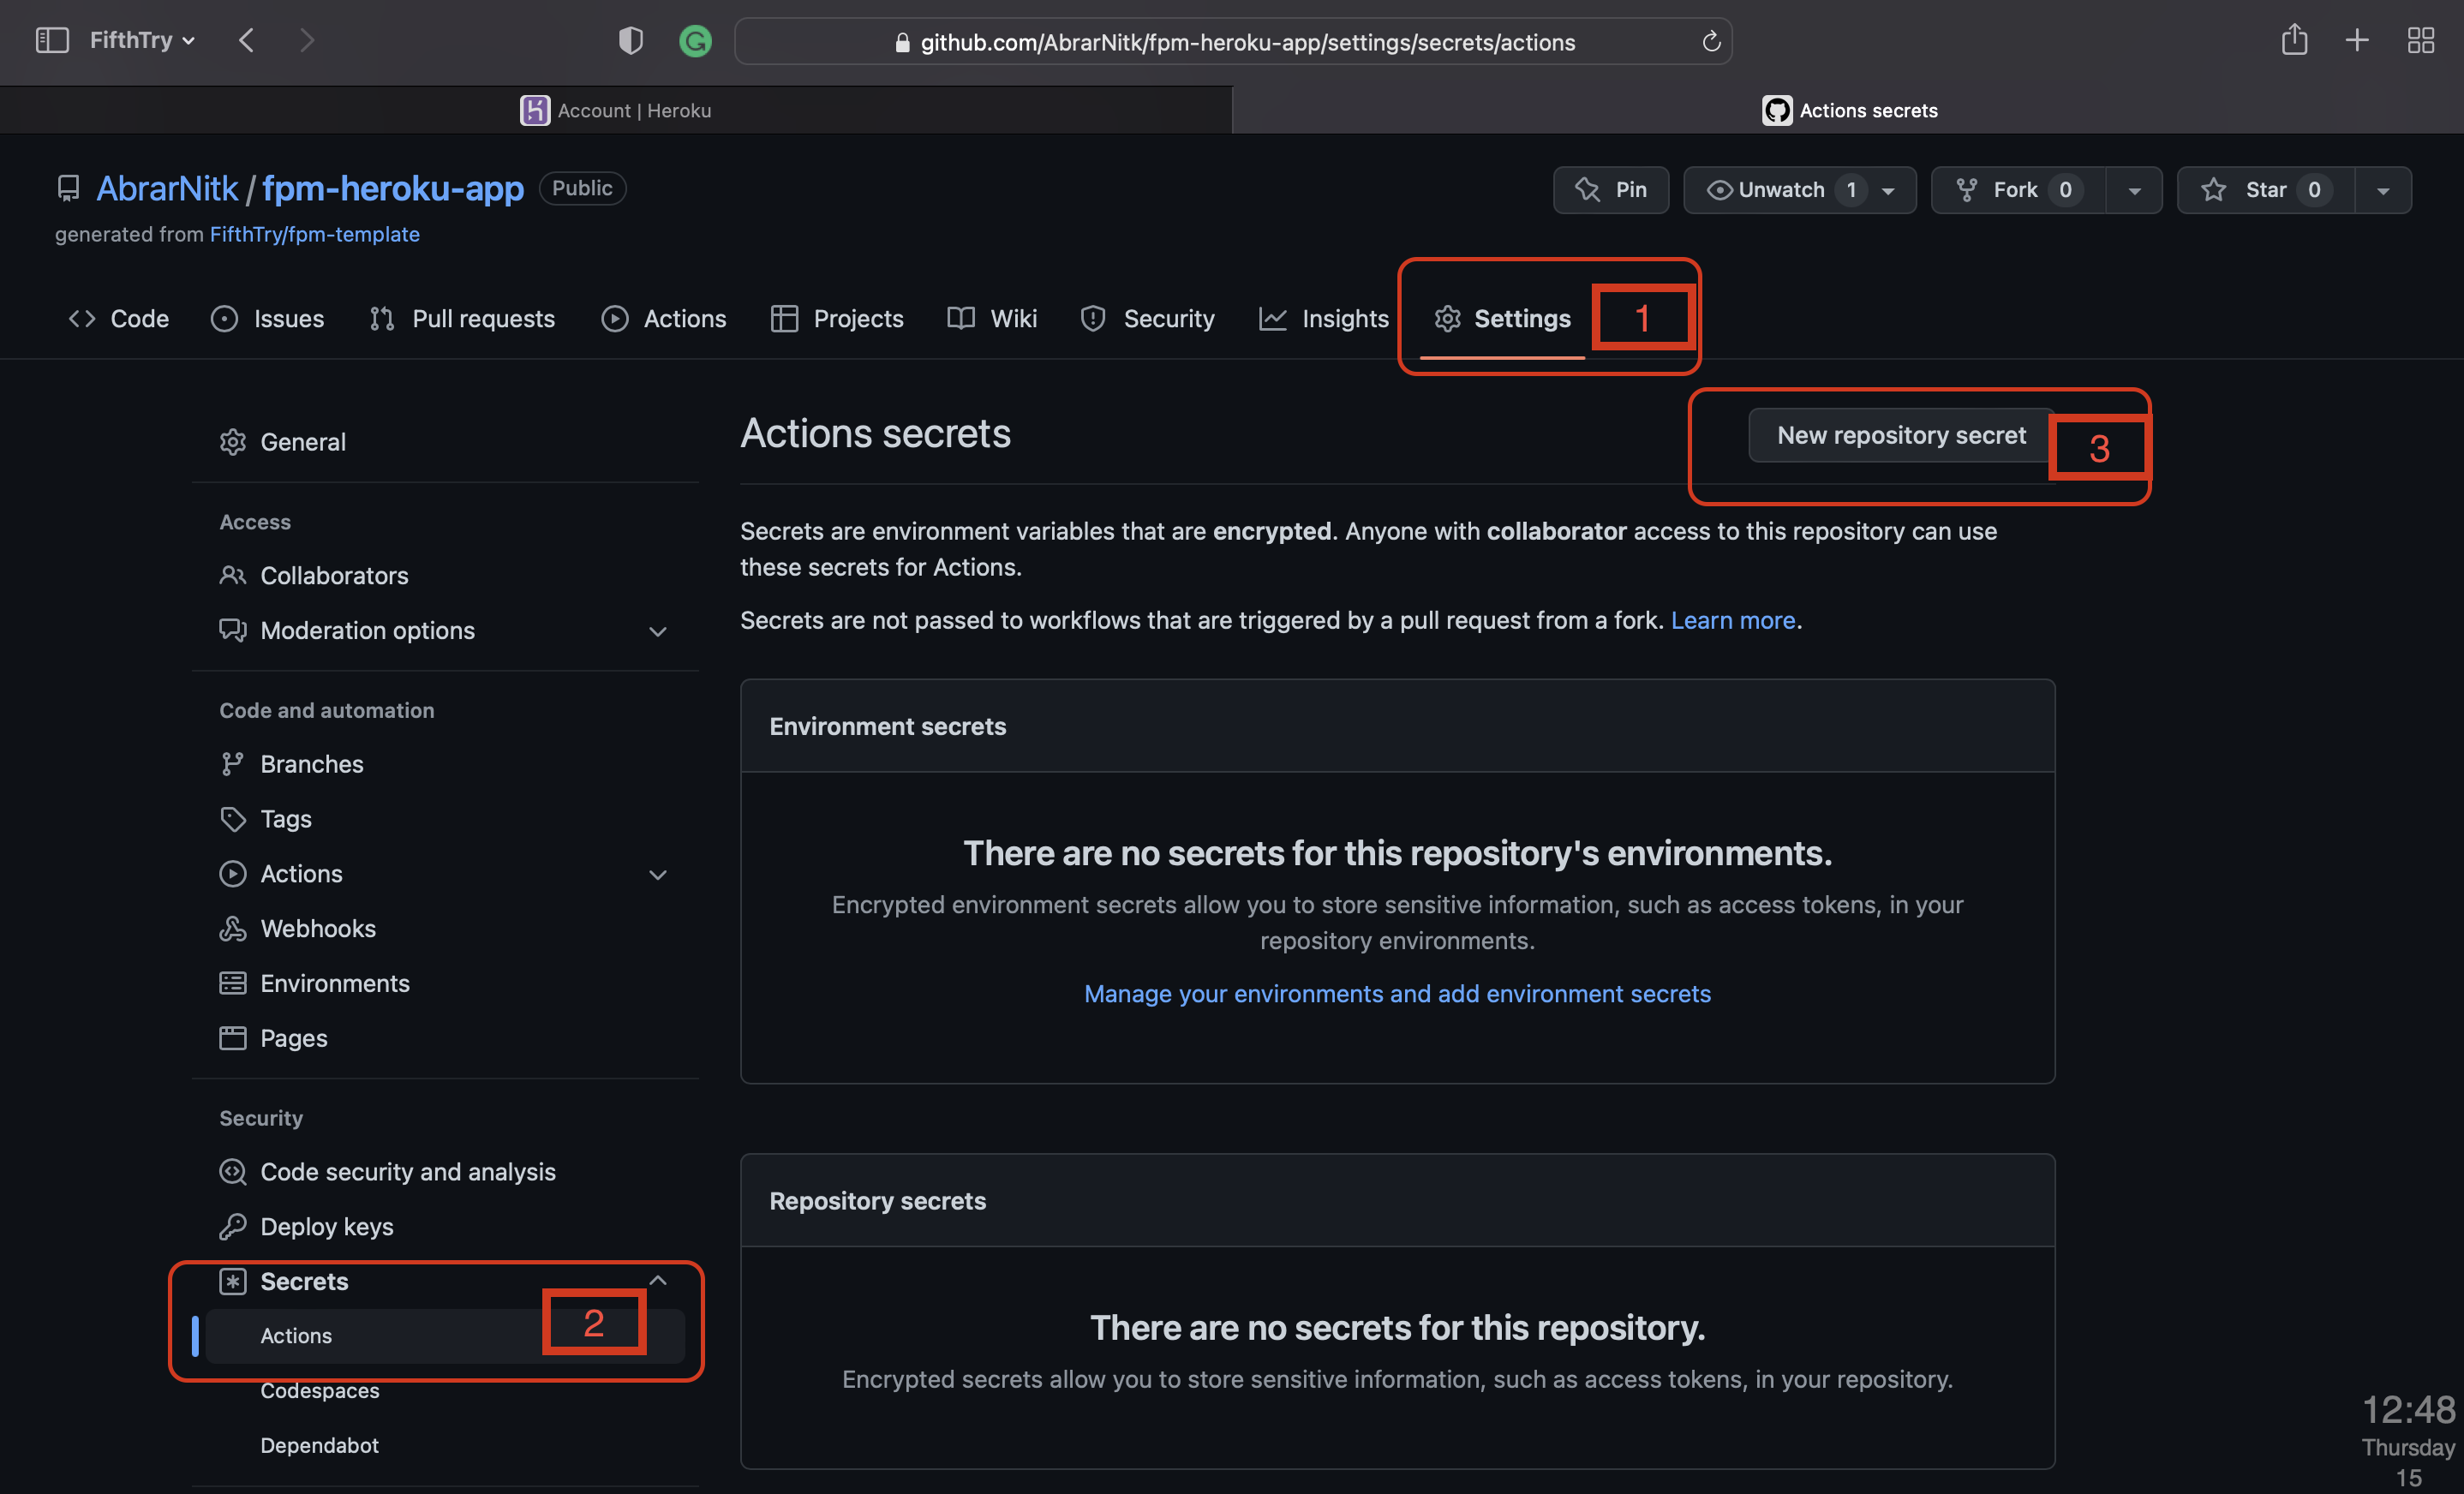 FifthTry
github.com/AbrarNitk/fpm-heroku-app/settings/secrets/actions
Account | Heroku
Actions secrets
AbrarNitk / fpm-heroku-app Public
Pin
Unwatch 1
Fork 0
Star 0
generated from FifthTry/fpm-template
Code
Issues
Pull requests
Actions
Projects
Wiki
Security
Insights
Settings
1
General
Access
Collaborators
Moderation options
Code and automation
Branches
Tags
Actions
Webhooks
Environments
Pages
Security
Code security and analysis
Deploy keys
Secrets
2
Actions
Codespaces
Dependabot
Actions secrets
New repository secret
3
Secrets are environment variables that are encrypted. Anyone with collaborator access to this repository can use
these secrets for Actions.
Secrets are not passed to workflows that are triggered by a pull request from a fork. Learn more.
Environment secrets
There are no secrets for this repository's environments.
Encrypted environment secrets allow you to store sensitive information, such as access tokens, in your
repository environments.
Manage your environments and add environment secrets
Repository secrets
There are no secrets for this repository.
Encrypted secrets allow you to store sensitive information, such as access tokens, in your repository.
12:48
Thursday
15